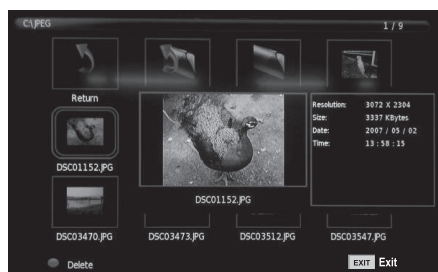 C:\JPEG
1 / 9
Return
Resolution: 3072 X 2304
Size: 3337 KBytes
Date: 2007 / 05 / 02
Time: 13 : 58 : 15
DSC01152.JPG
DSC01152.JPG
DSC03470.JPG
DSC03473.JPG
DSC03512.JPG
DSC03547.JPG
Delete
EXIT Exit